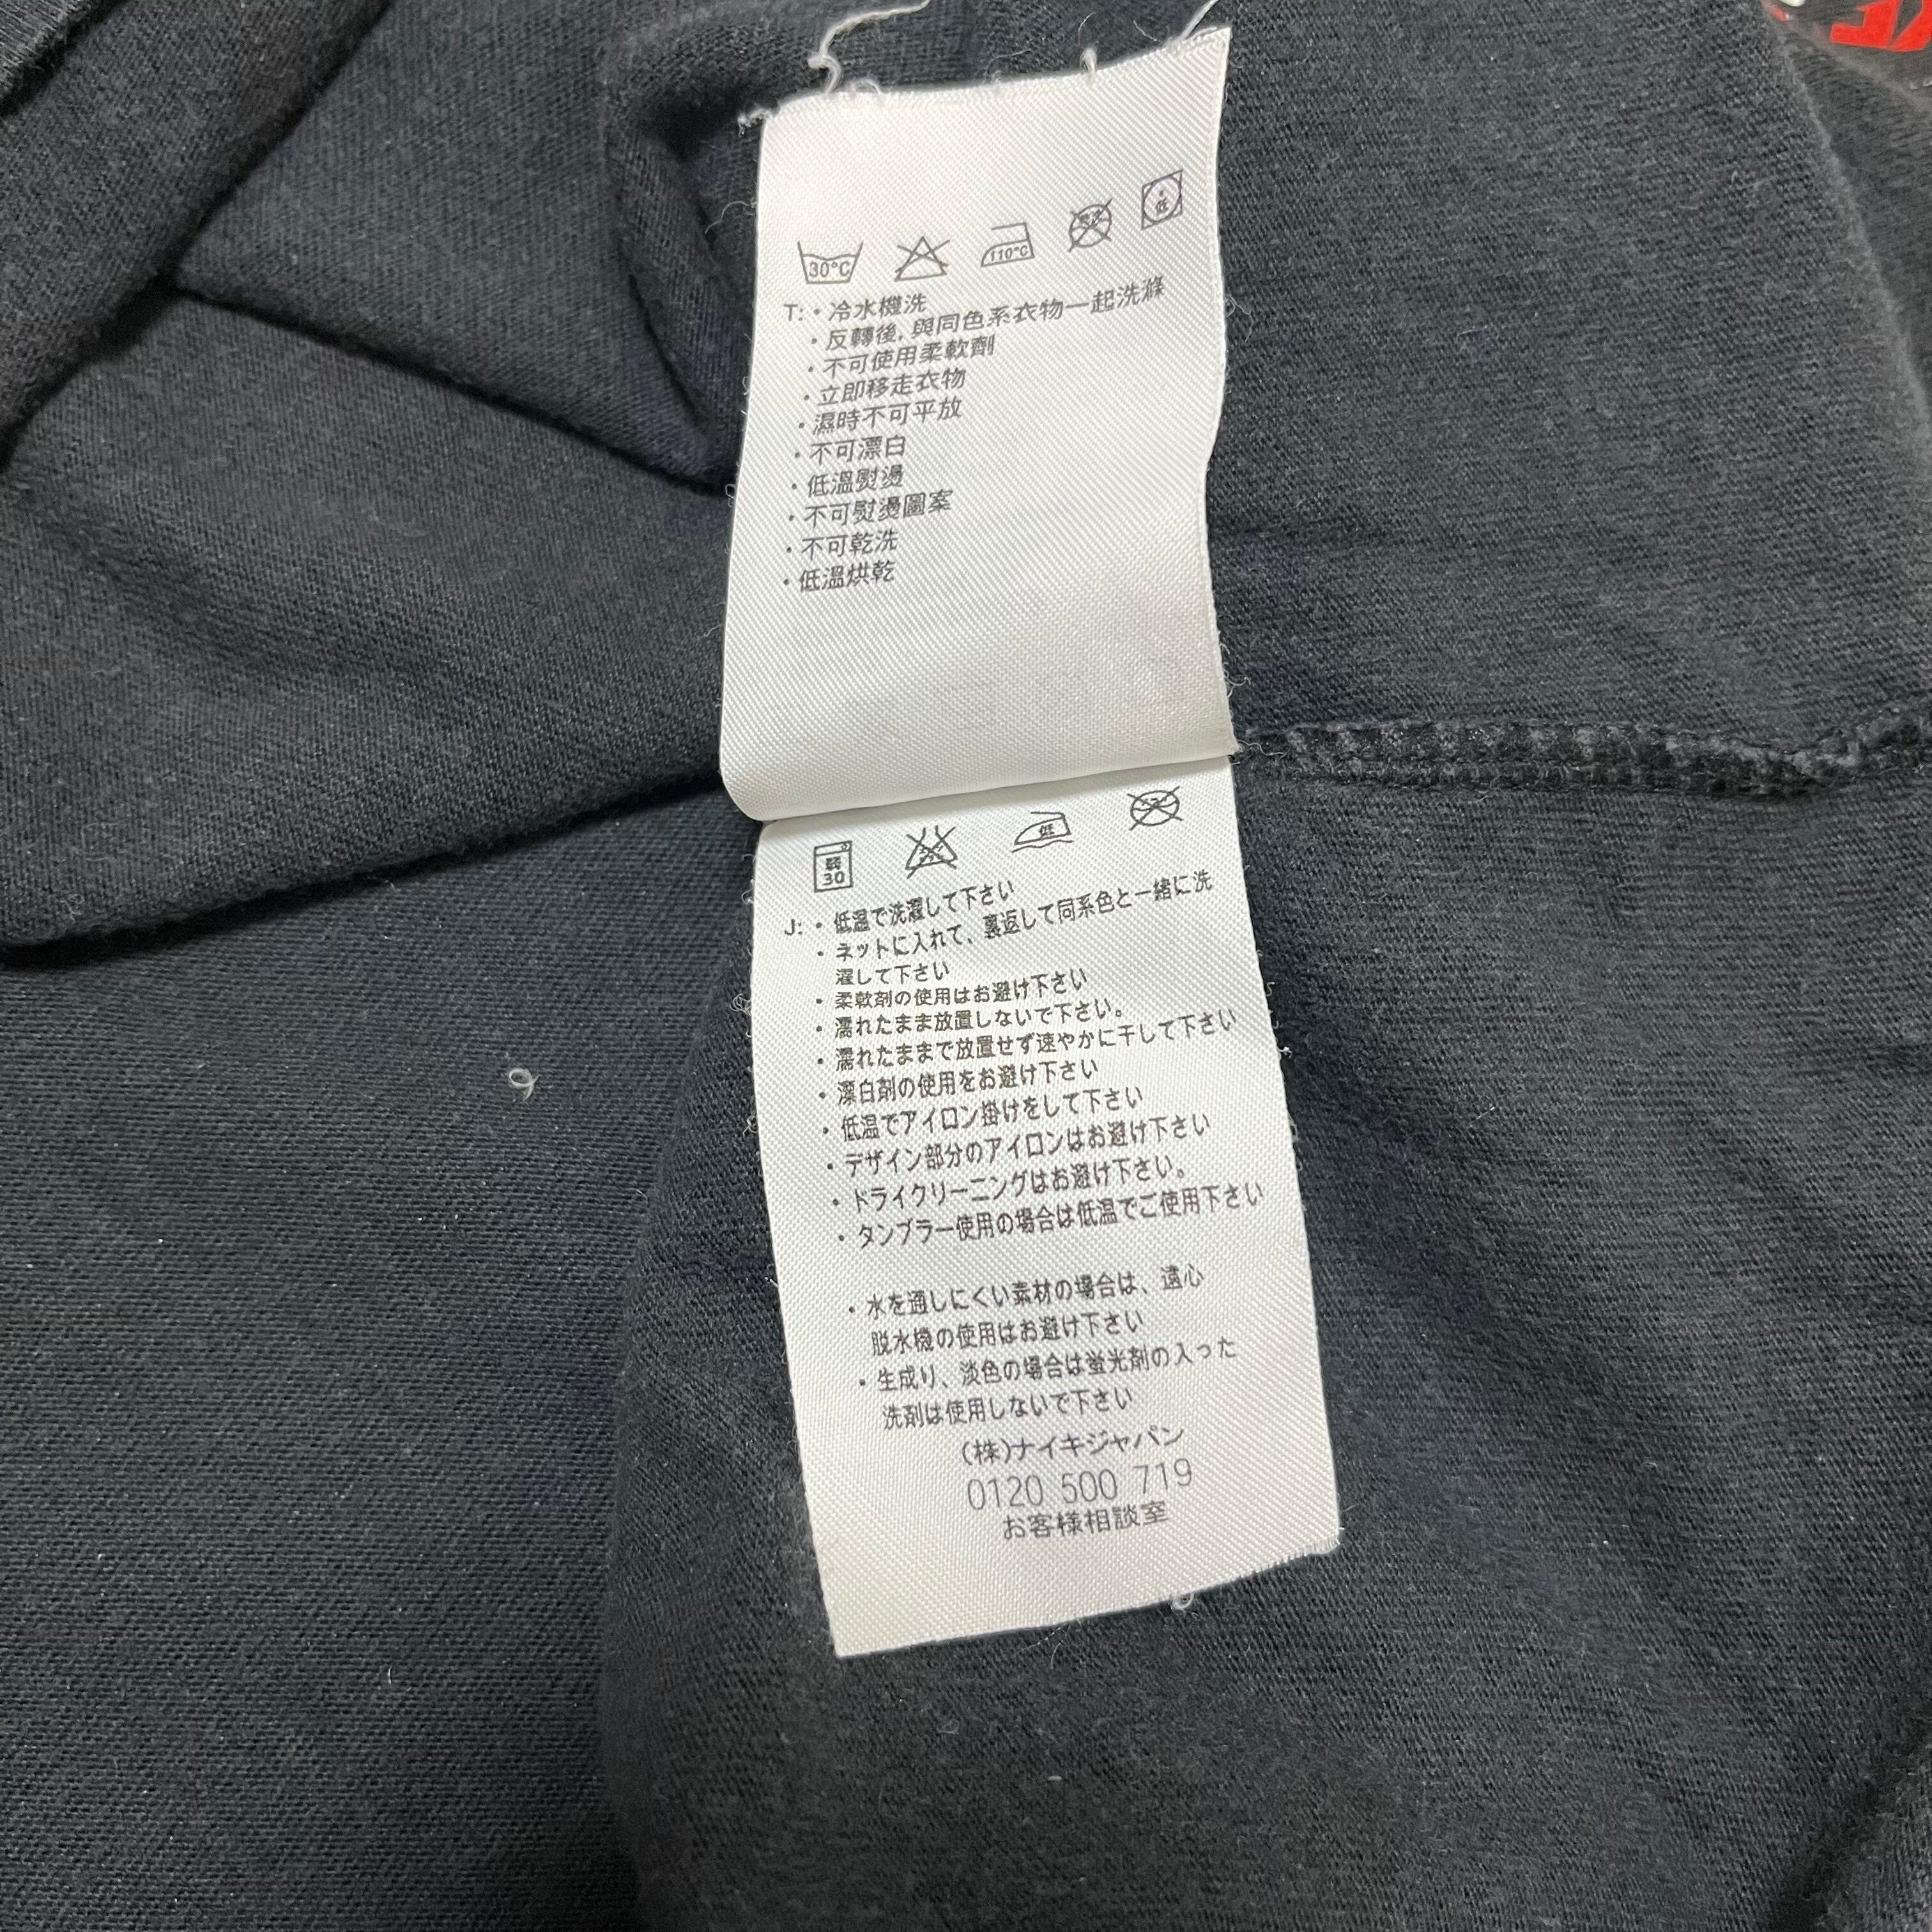 30°C 110°C 低
T: ・冷水機洗
・反轉後,與同色系衣物一起洗滌
・不可使用柔軟劑
・立即移走衣物
・濕時不可平放
・不可漂白
・低溫熨燙
・不可熨燙圖案
・不可乾洗
・低溫烘乾
弱 低
30
J: ・低温で洗濯して下さい
・ネットに入れて、裏返して同系色と一緒に洗
濯して下さい
・柔軟剤の使用はお避け下さい
・濡れたまま放置しないで下さい。
・濡れたままで放置せず速やかに干して下さい
・漂白剤の使用をお避け下さい
・低温でアイロン掛けをして下さい
・デザイン部分のアイロンはお避け下さい
・ドライクリーニングはお避け下さい。
・タンブラー使用の場合は低温でご使用下さい
・水を通しにくい素材の場合は、遠心
脱水機の使用はお避け下さい
・生成り、淡色の場合は蛍光剤の入った
洗剤は使用しないで下さい
(株)ナイキジャパン
0120 500 719
お客様相談室